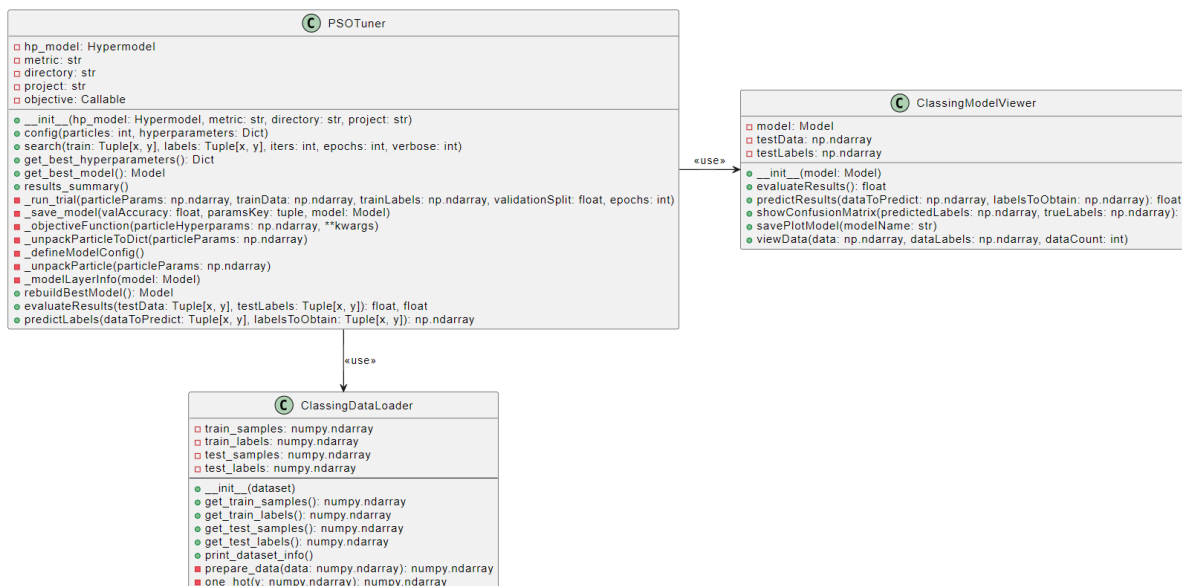 C PSOTuner
hp_model: Hypermodel
metric: str
directory: str
project: str
objective: Callable
__init__(hp_model: Hypermodel, metric: str, directory: str, project: str)
config(particles: int, hyperparameters: Dict)
search(train: Tuple[x, y], labels: Tuple[x, y], iters: int, epochs: int, verbose: int)
get_best_hyperparameters(): Dict
get_best_model(): Model
results_summary()
_run_trial(particleParams: np.ndarray, trainData: np.ndarray, trainLabels: np.ndarray, validationSplit: float, epochs: int)
_save_model(valAccuracy: float, paramsKey: tuple, model: Model)
_objectiveFunction(particleHyperparams: np.ndarray, **kwargs)
_unpackParticleToDict(particleParams: np.ndarray)
_defineModelConfig()
_unpackParticle(particleParams: np.ndarray)
_modelLayerInfo(model: Model)
rebuildBestModel(): Model
evaluateResults(testData: Tuple[x, y], testLabels: Tuple[x, y]): float, float
predictLabels(dataToPredict: Tuple[x, y], labelsToObtain: Tuple[x, y]): np.ndarray
«use»
C ClassingModelViewer
model: Model
testData: np.ndarray
testLabels: np.ndarray
__init__(model: Model)
evaluateResults(): float
predictResults(dataToPredict: np.ndarray, labelsToObtain: np.ndarray): float
showConfusionMatrix(predictedLabels: np.ndarray, trueLabels: np.ndarray):
savePlotModel(modelName: str)
viewData(data: np.ndarray, dataLabels: np.ndarray, dataCount: int)
«use»
C ClassingDataLoader
train_samples: numpy.ndarray
train_labels: numpy.ndarray
test_samples: numpy.ndarray
test_labels: numpy.ndarray
__init__(dataset)
get_train_samples(): numpy.ndarray
get_train_labels(): numpy.ndarray
get_test_samples(): numpy.ndarray
get_test_labels(): numpy.ndarray
print_dataset_info()
prepare_data(data: numpy.ndarray): numpy.ndarray
one_hot(y: numpy.ndarray): numpy.ndarray